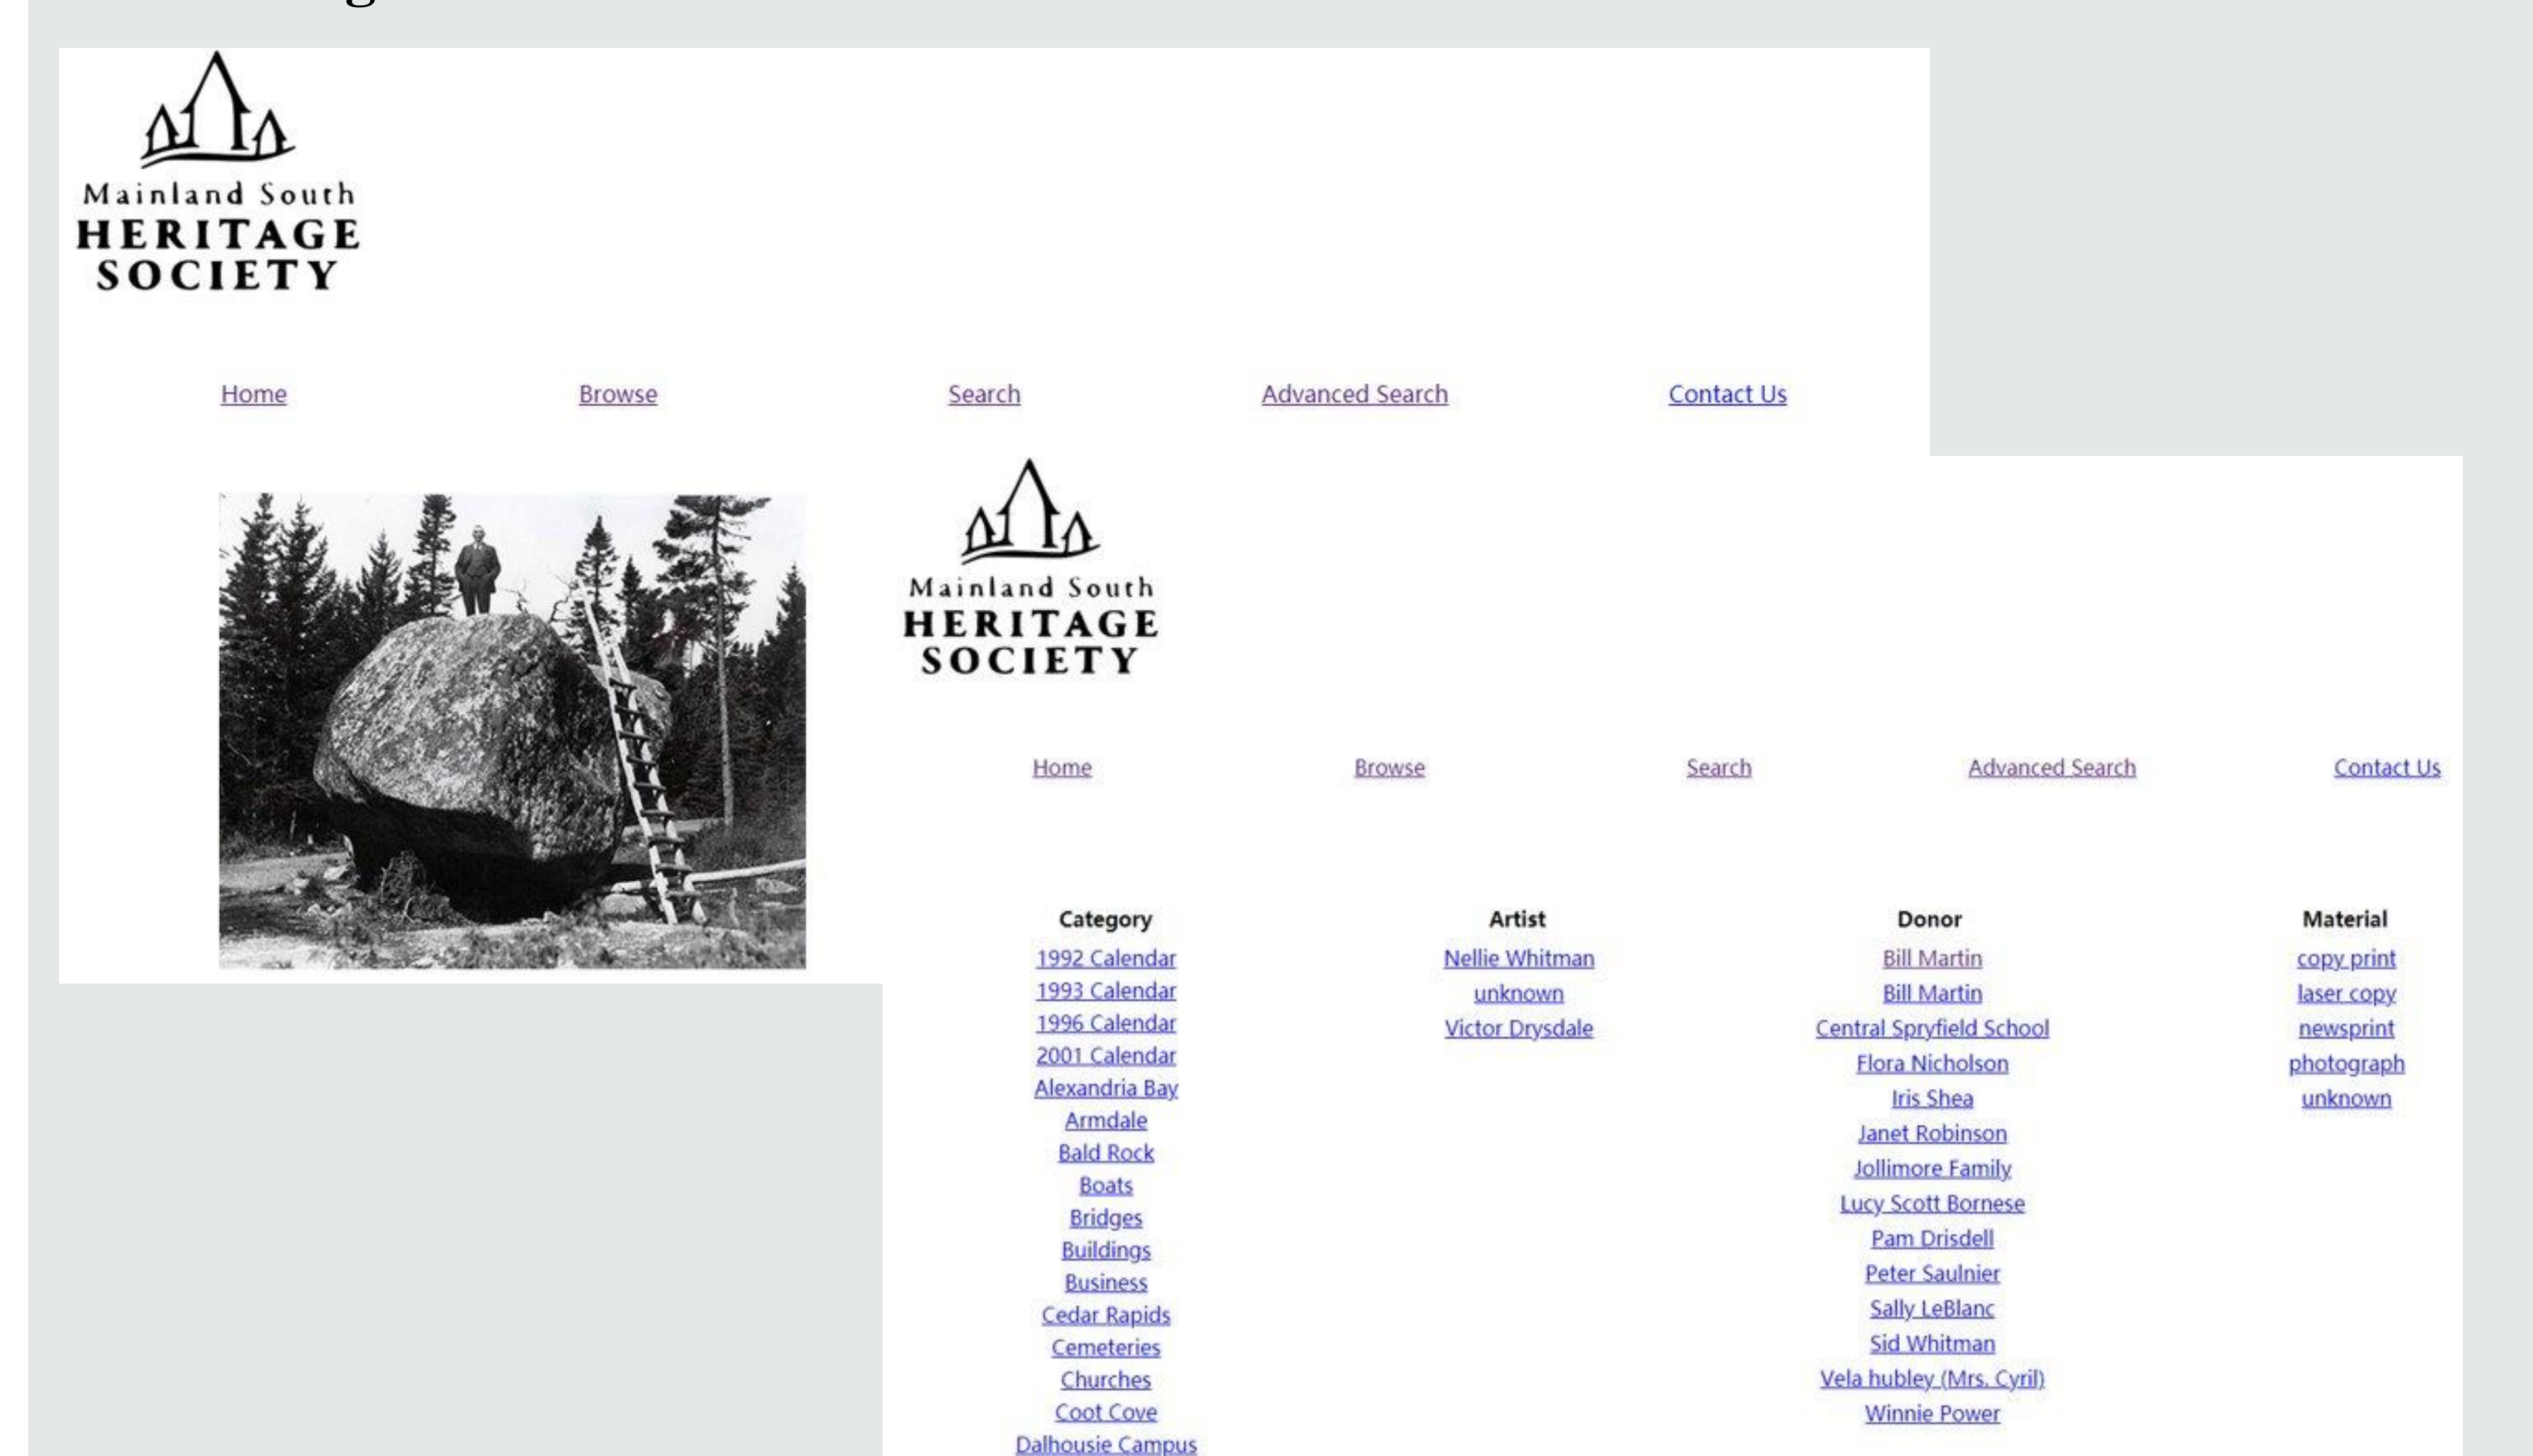 Mainland South
HERITAGE
SOCIETY
Home Browse Search Advanced Search Contact Us
Mainland South
HERITAGE
SOCIETY
Home Browse Search Advanced Search Contact Us
Category
1992 Calendar
1993 Calendar
1996 Calendar
2001 Calendar
Alexandria Bay
Armdale
Bald Rock
Boats
Bridges
Buildings
Business
Cedar Rapids
Cemeteries
Churches
Coot Cove
Dalhousie Campus
Artist
Nellie Whitman
unknown
Victor Drysdale
Donor
Bill Martin
Bill Martin
Central Spryfield School
Flora Nicholson
Iris Shea
Janet Robinson
Jollimore Family
Lucy Scott Bornese
Pam Drisdell
Peter Saulnier
Sally LeBlanc
Sid Whitman
Vela hubley (Mrs. Cyril)
Winnie Power
Material
copy print
laser copy
newsprint
photograph
unknown